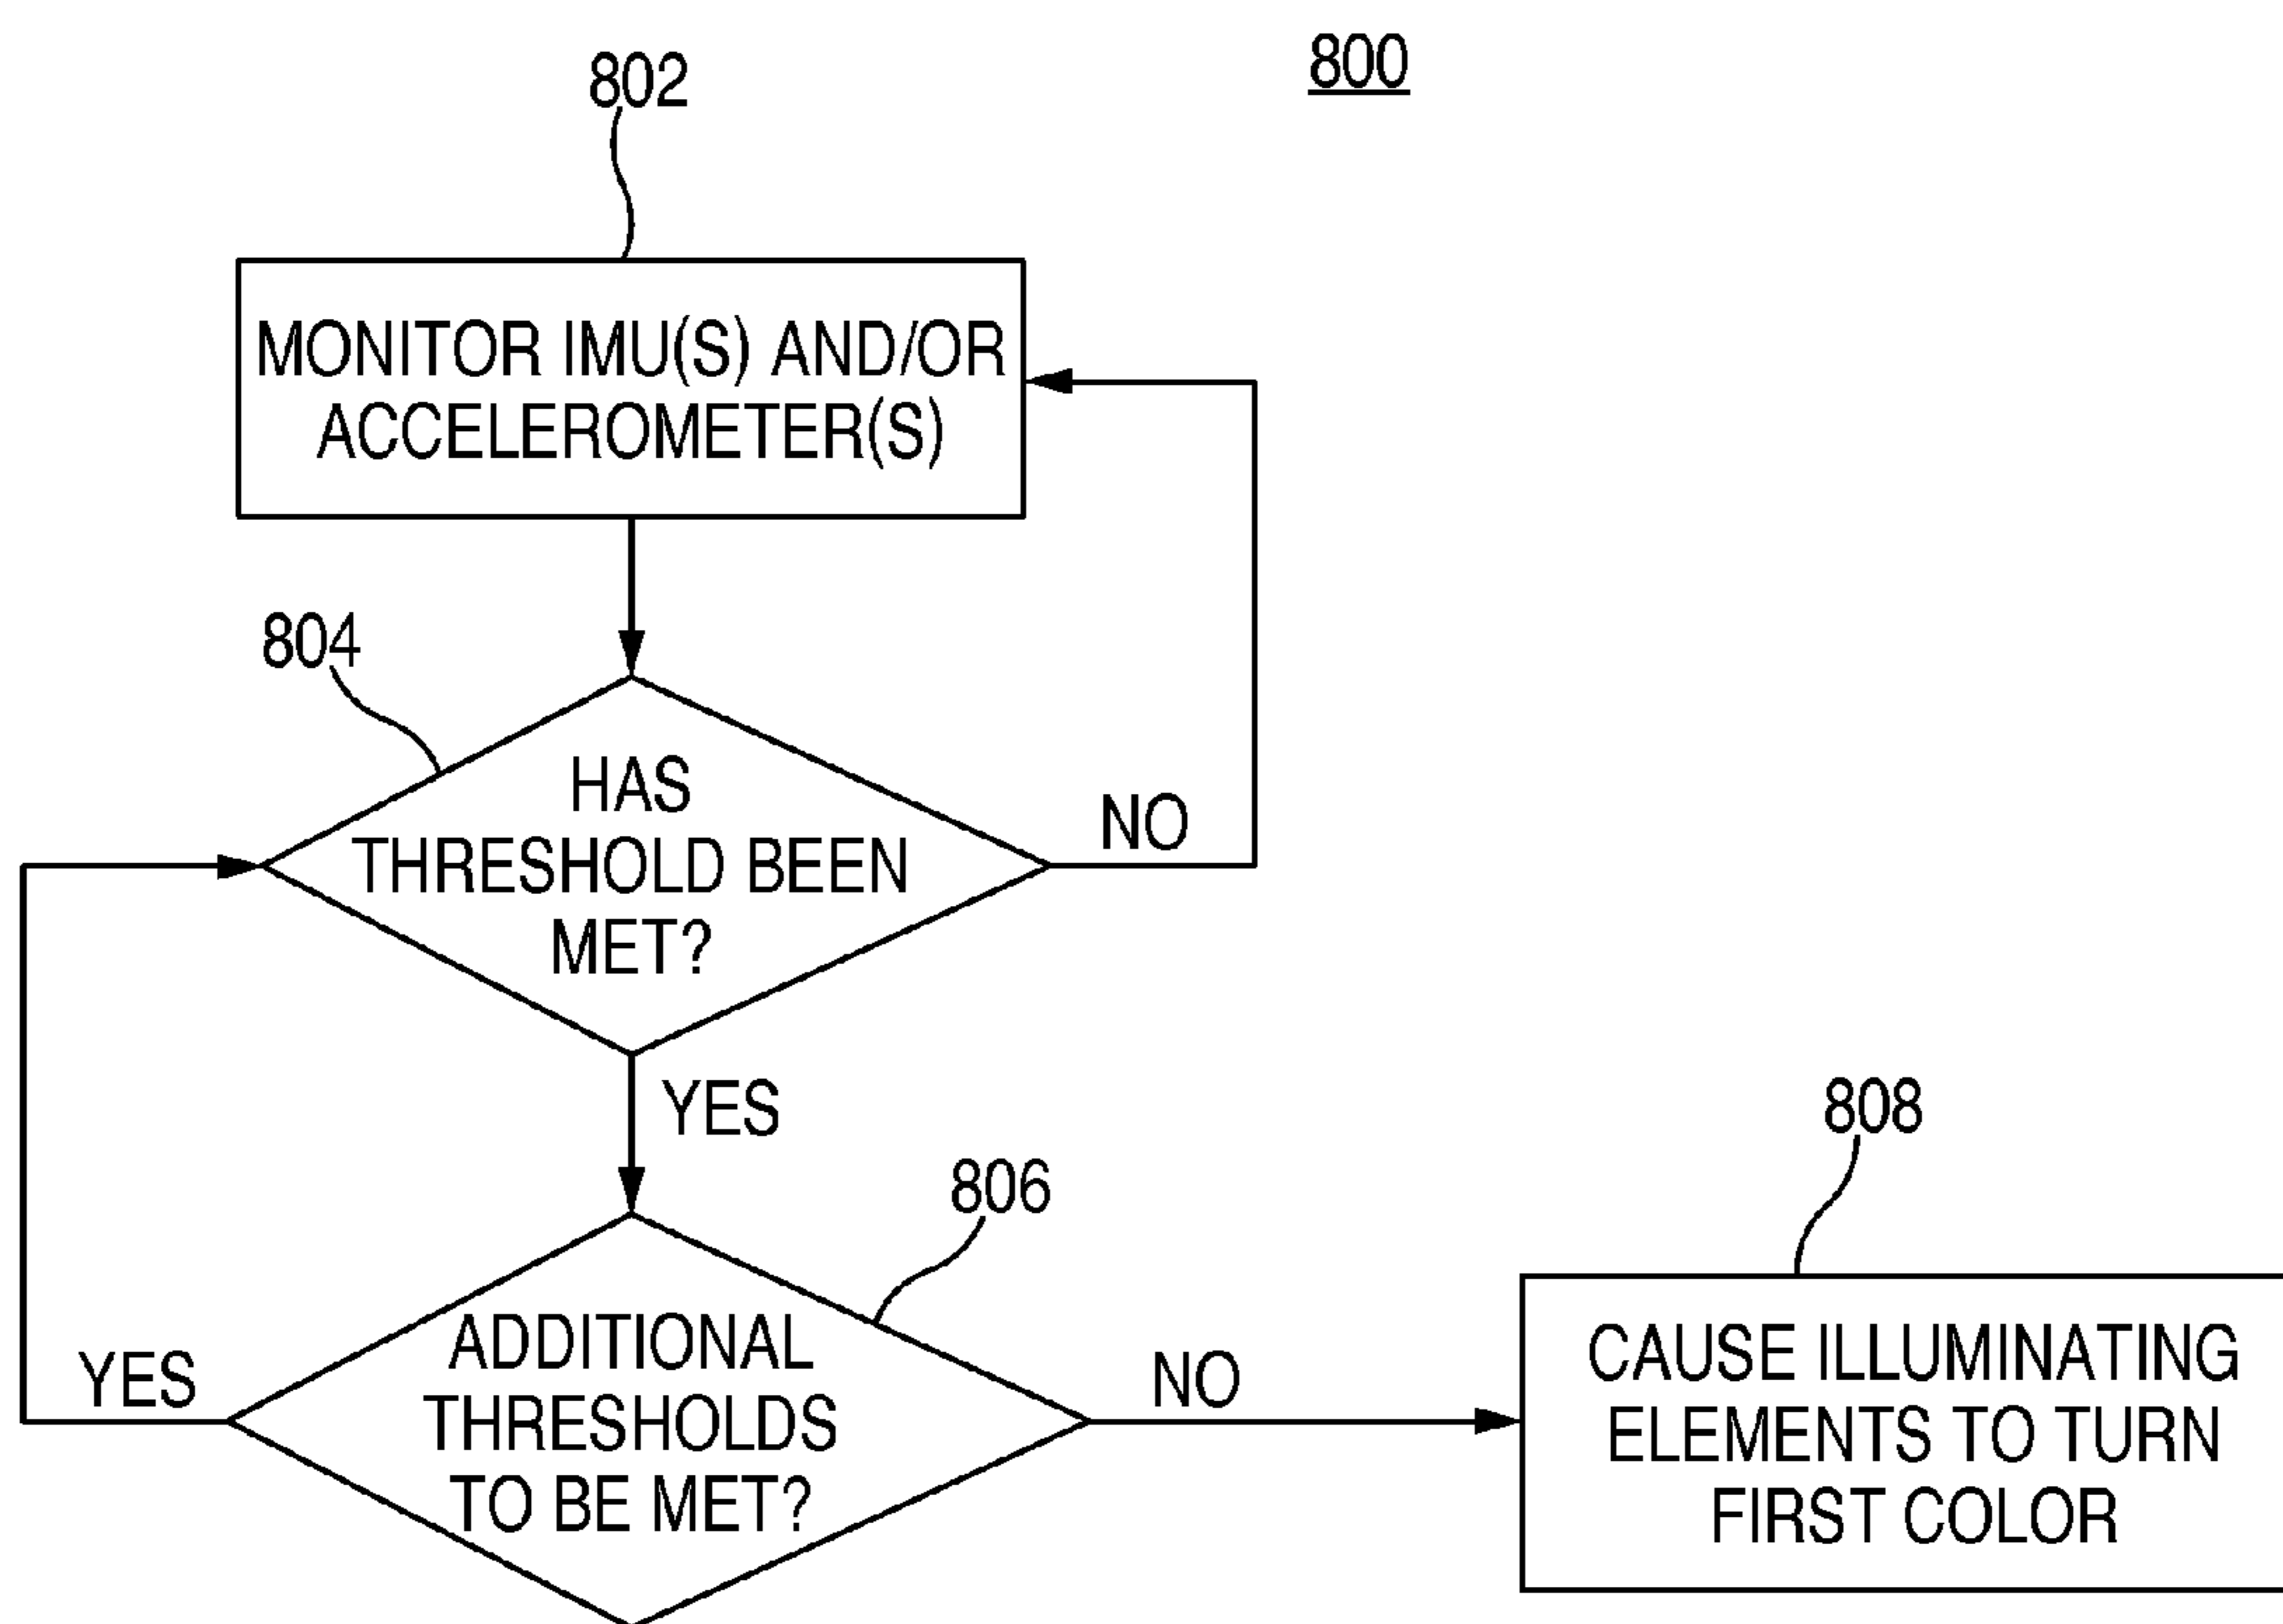 800
802
MONITOR IMU(S) AND/OR
ACCELEROMETER(S)
804
HAS
THRESHOLD BEEN
MET?
NO
YES
806
ADDITIONAL
THRESHOLDS
TO BE MET?
YES
NO
808
CAUSE ILLUMINATING
ELEMENTS TO TURN
FIRST COLOR